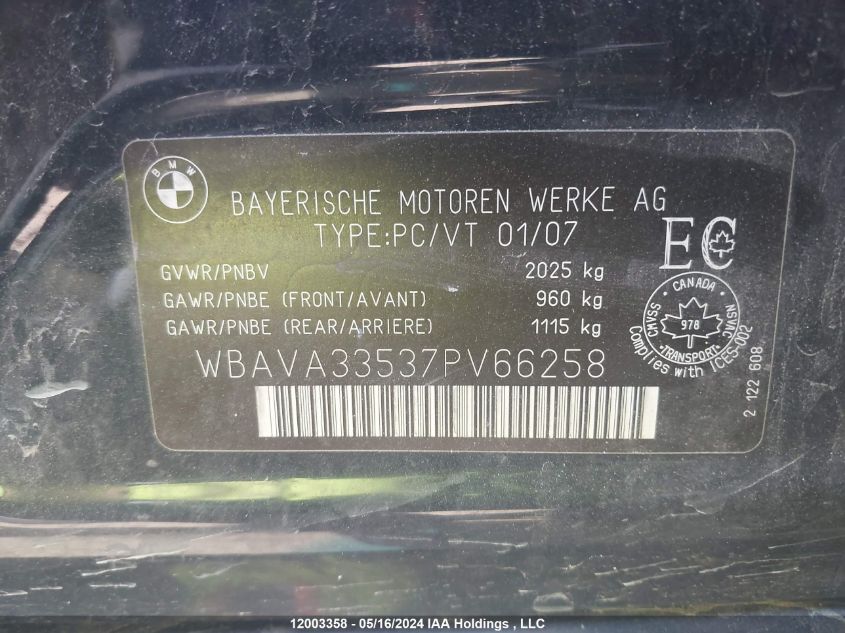 BMW
BAYERISCHE MOTOREN WERKE AG
TYPE:PC/VT 01/07
EC
GVWR/PNBV 2025 kg
GAWR/PNBE (FRONT/AVANT) 960 kg
GAWR/PNBE (REAR/ARRIERE) 1115 kg
CANADA
CMVSS 978 NSVAC
TRANSPORT
Complies with ICES-002
WBAVA33537PV66258
2 122 608
12003358 - 05/16/2024 IAA Holdings , LLC